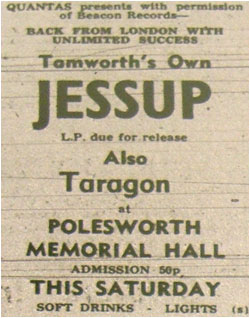 QUANTAS presents with permission
of Beacon Records—
BACK FROM LONDON WITH
UNLIMITED SUCCESS
Tamworth's Own
JESSUP
L.P. due for release
Also
Taragon
at
POLESWORTH
MEMORIAL HALL
ADMISSION 50p
THIS SATURDAY
SOFT DRINKS - LIGHTS (s)